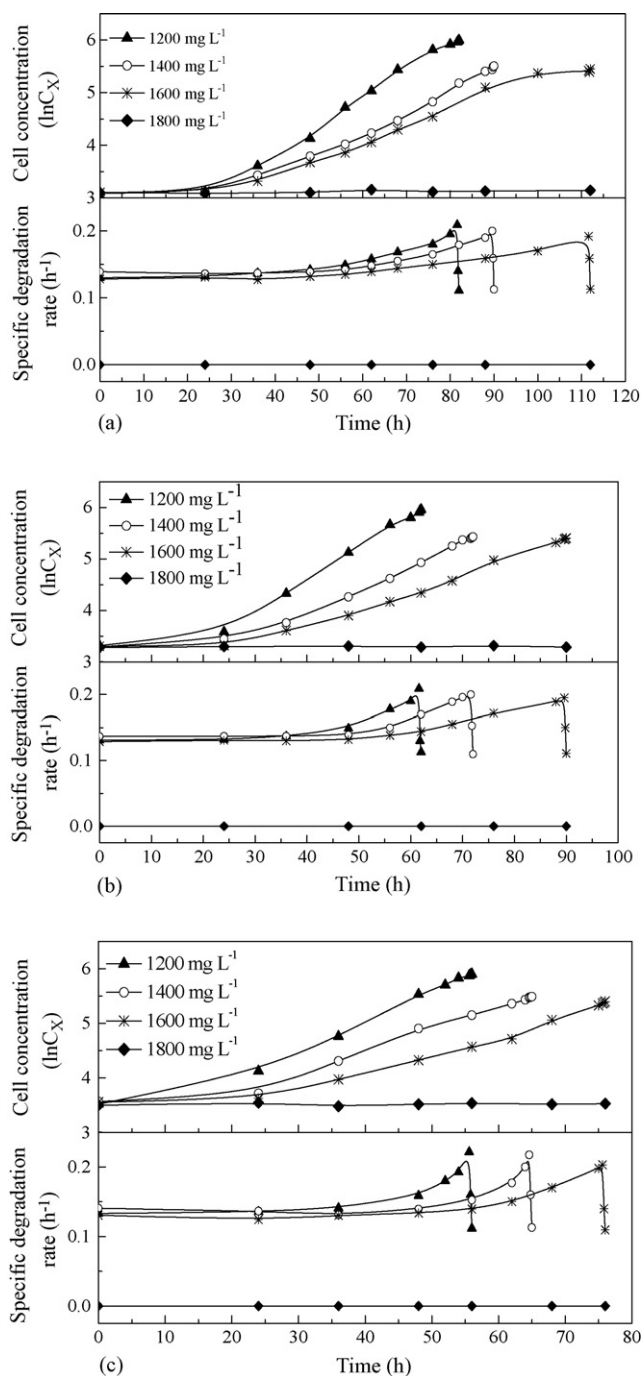 Cell concentration
(lnC_X)
6
5
4
3
1200 mg L⁻¹
1400 mg L⁻¹
1600 mg L⁻¹
1800 mg L⁻¹
Specific degradation
rate (h⁻¹)
0.2
0.1
0.0
0 10 20 30 40 50 60 70 80 90 100 110 120
(a)
Time (h)
Cell concentration
(lnC_X)
6
5
4
3
1200 mg L⁻¹
1400 mg L⁻¹
1600 mg L⁻¹
1800 mg L⁻¹
Specific degradation
rate (h⁻¹)
0.2
0.1
0.0
0 10 20 30 40 50 60 70 80 90 100
(b)
Time (h)
Cell concentration
(lnC_X)
6
5
4
3
1200 mg L⁻¹
1400 mg L⁻¹
1600 mg L⁻¹
1800 mg L⁻¹
Specific degradation
rate (h⁻¹)
0.2
0.1
0.0
0 10 20 30 40 50 60 70 80
(c)
Time (h)